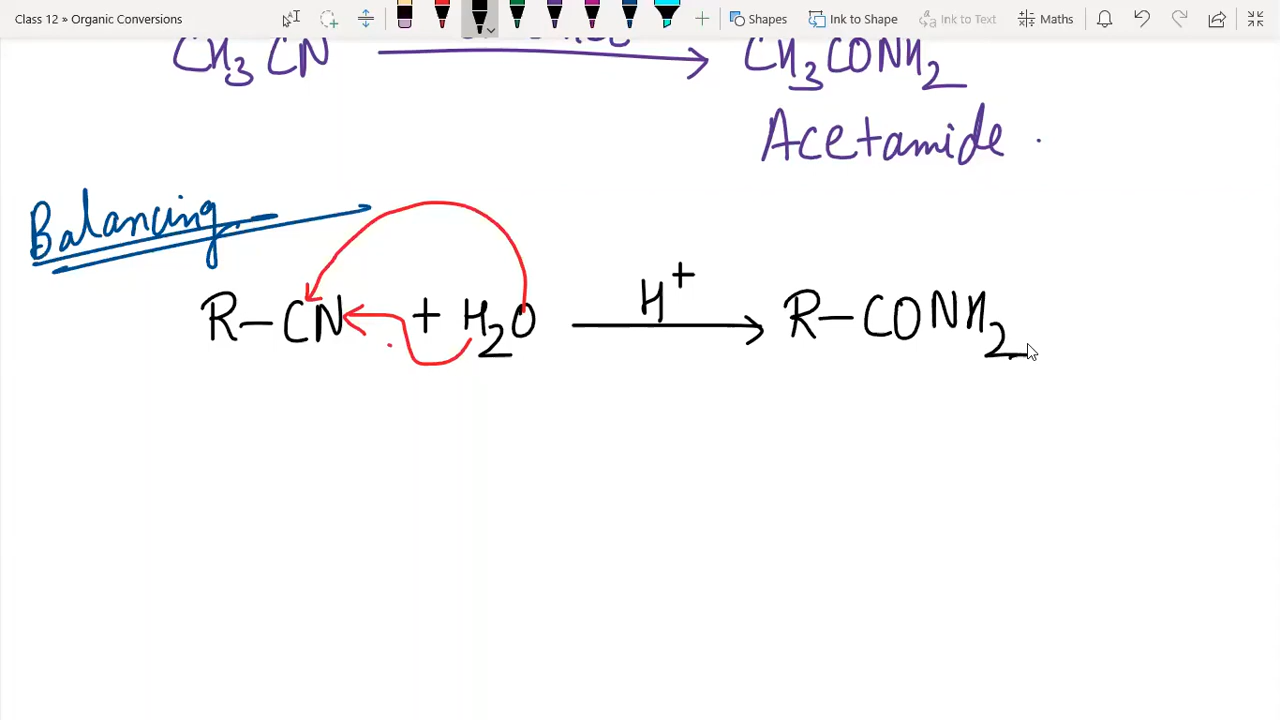 Class 12 » Organic Conversions
Shapes Ink to Shape Ink to Text Maths
CH3CN CH3CONH2
Acetamide .
Balancing
H+
R-CN + H2O R-CONH2